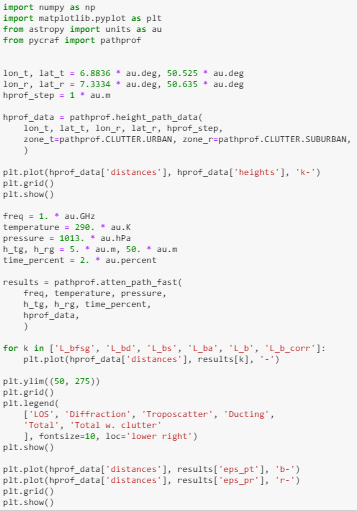 import numpy as np
import matplotlib.pyplot as plt
from astropy import units as au
from pycraf import pathprof
lon_t, lat_t = 6.8836 * au.deg, 50.525 * au.deg
lon_r, lat_r = 7.3334 * au.deg, 50.635 * au.deg
hprof_step = 1 * au.m
hprof_data = pathprof.height_path_data(
    lon_t, lat_t, lon_r, lat_r, hprof_step,
    zone_t=pathprof.CLUTTER.URBAN, zone_r=pathprof.CLUTTER.SUBURBAN,
    )
plt.plot(hprof_data['distances'], hprof_data['heights'], 'k-')
plt.grid()
plt.show()
freq = 1. * au.GHz
temperature = 290. * au.K
pressure = 1013. * au.hPa
h_tg, h_rg = 5. * au.m, 50. * au.m
time_percent = 2. * au.percent
results = pathprof.atten_path_fast(
    freq, temperature, pressure,
    h_tg, h_rg, time_percent,
    hprof_data,
    )
for k in ['L_bfsg', 'L_bd', 'L_bs', 'L_ba', 'L_b', 'L_b_corr']:
    plt.plot(hprof_data['distances'], results[k], '-')
plt.ylim((50, 275))
plt.grid()
plt.legend(
    ['LOS', 'Diffraction', 'Troposcatter', 'Ducting',
    'Total', 'Total w. clutter'
    ], fontsize=10, loc='lower right')
plt.show()
plt.plot(hprof_data['distances'], results['eps_pt'], 'b-')
plt.plot(hprof_data['distances'], results['eps_pr'], 'r-')
plt.grid()
plt.show()